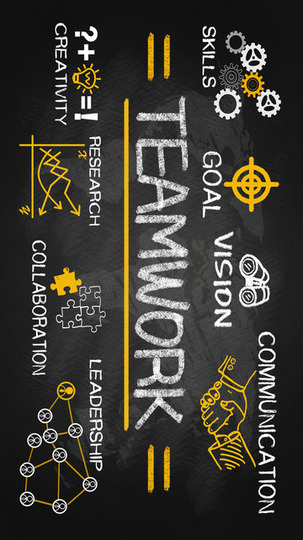 SKILLS
GOAL
VISION
COMMUNICATION
= TEAMWORK =
?+=!
CREATIVITY
RESEARCH
x
y
COLLABORATION
LEADERSHIP